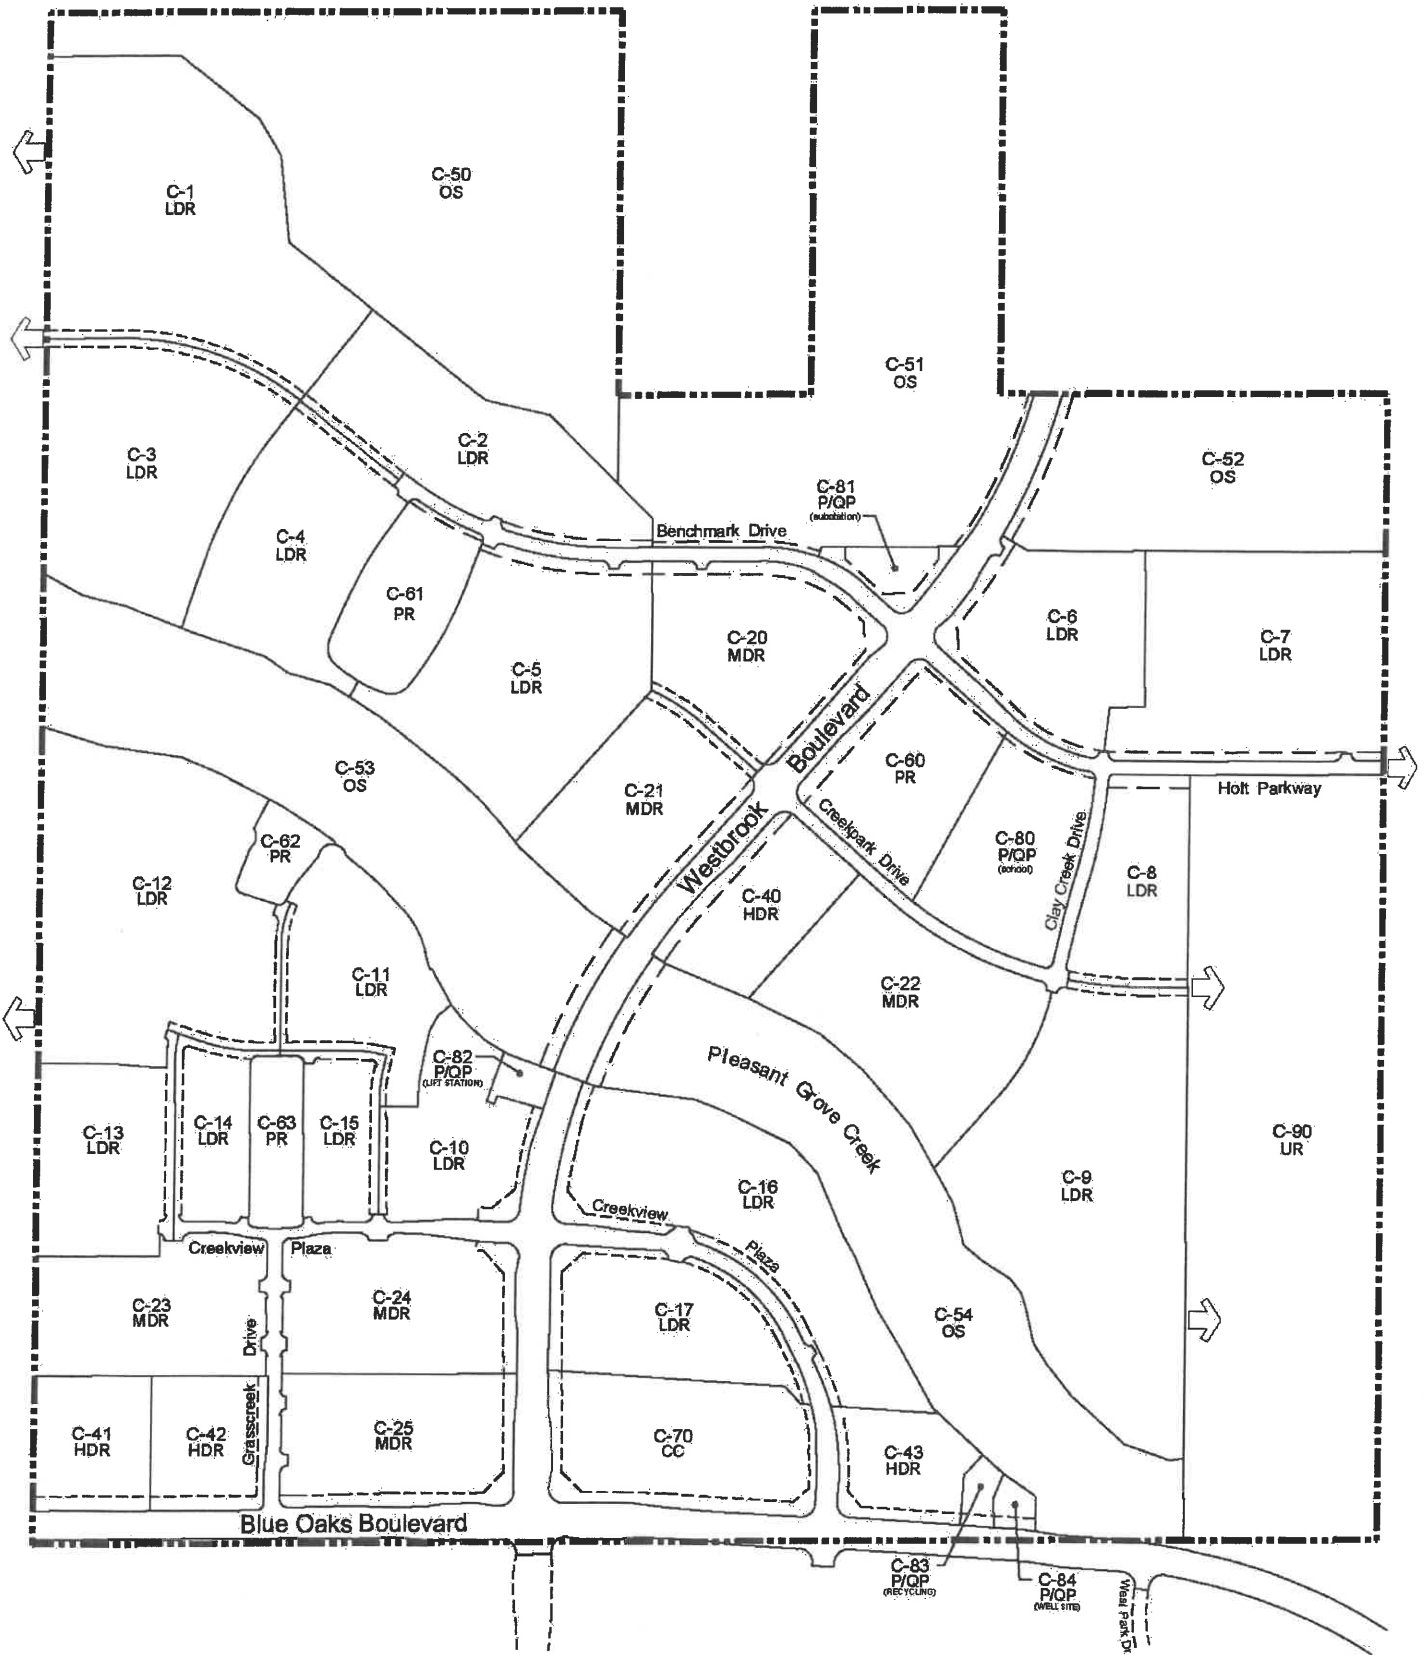 C-50
OS
C-1
LDR
C-51
OS
C-2
LDR
C-3
LDR
C-52
OS
C-81
P/QP
(substation)
Benchmark Drive
C-4
LDR
C-61
PR
C-20
MDR
C-6
LDR
C-7
LDR
C-5
LDR
Westbrook Boulevard
C-53
OS
C-21
MDR
C-60
PR
Holt Parkway
Creekpark Drive
C-62
PR
C-80
P/QP
(school)
Clay Creek Drive
C-12
LDR
C-8
LDR
C-40
HDR
C-11
LDR
C-22
MDR
C-82
P/QP
(LIFT STATION)
Pleasant Grove Creek
C-13
LDR
C-14
LDR
C-63
PR
C-15
LDR
C-10
LDR
C-90
UR
C-16
LDR
C-9
LDR
Creekview Plaza
Creekview Plaza
C-23
MDR
C-24
MDR
C-17
LDR
C-54
OS
Grasscreek Drive
C-41
HDR
C-42
HDR
C-25
MDR
C-70
CC
C-43
HDR
Blue Oaks Boulevard
C-83
P/QP
(RECYCLING)
C-84
P/QP
(WELL SITE)
West Park Dr